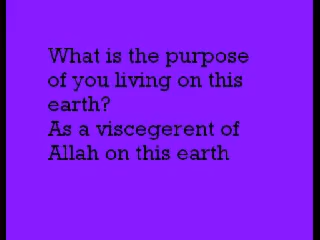 What is the purpose
of you living on this
earth?
As a viscegerent of
Allah on this earth